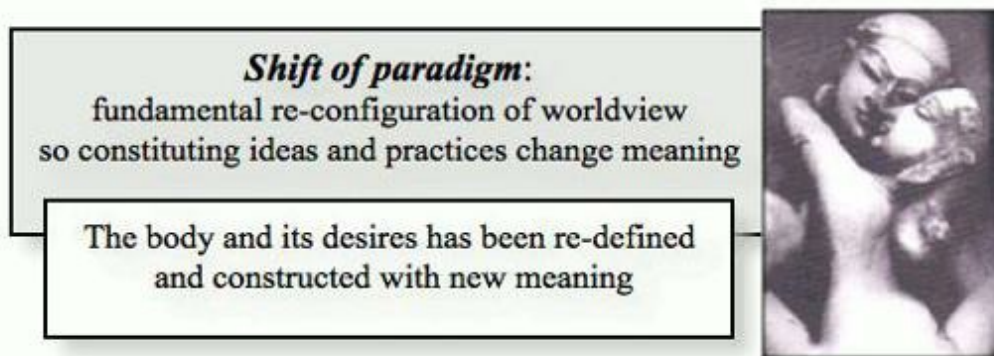 Shift of paradigm:
fundamental re-configuration of worldview
so constituting ideas and practices change meaning
The body and its desires has been re-defined
and constructed with new meaning